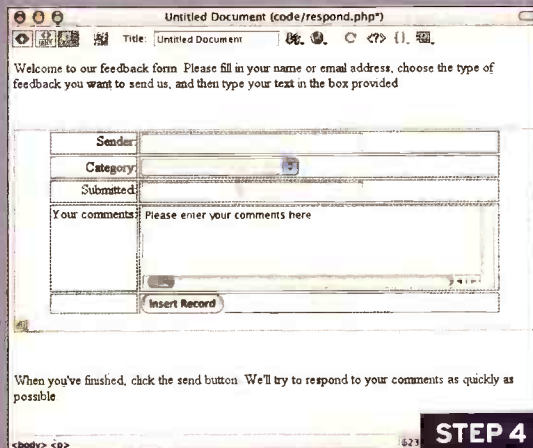 Untitled Document (code/respond.php*)
Title: Untitled Document
Welcome to our feedback form Please fill in your name or email address, choose the type of
feedback you want to send us, and then type your text in the box provided
Sender:
Category:
Submitted:
Your comments: Please enter your comments here
Insert Record
When you've finished, click the send button We'll try to respond to your comments as quickly as
possible
<body> <p>
623
STEP 4